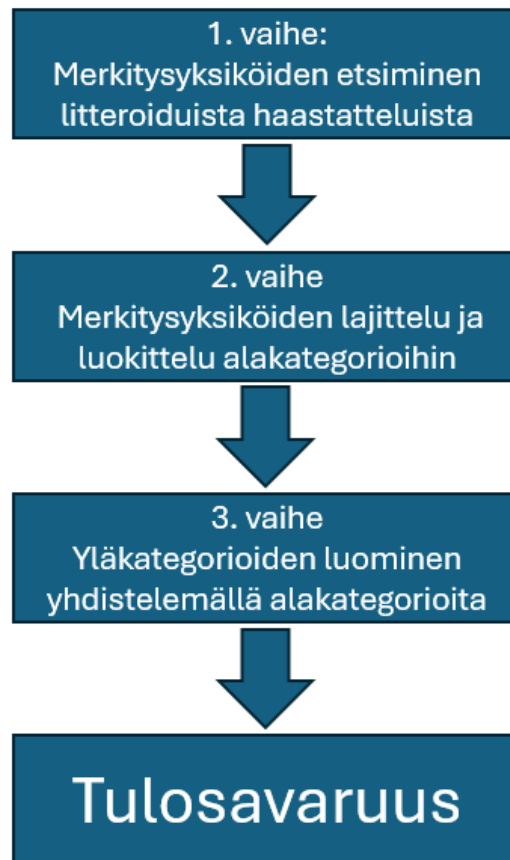 1. vaihe:
Merkitysyksiköiden etsiminen
litteroiduista haastatteluista
2. vaihe
Merkitysyksiköiden lajittelu ja
luokittelu alakategorioihin
3. vaihe
Yläkategorioiden luominen
yhdistelemällä alakategorioita
Tulosavaruus